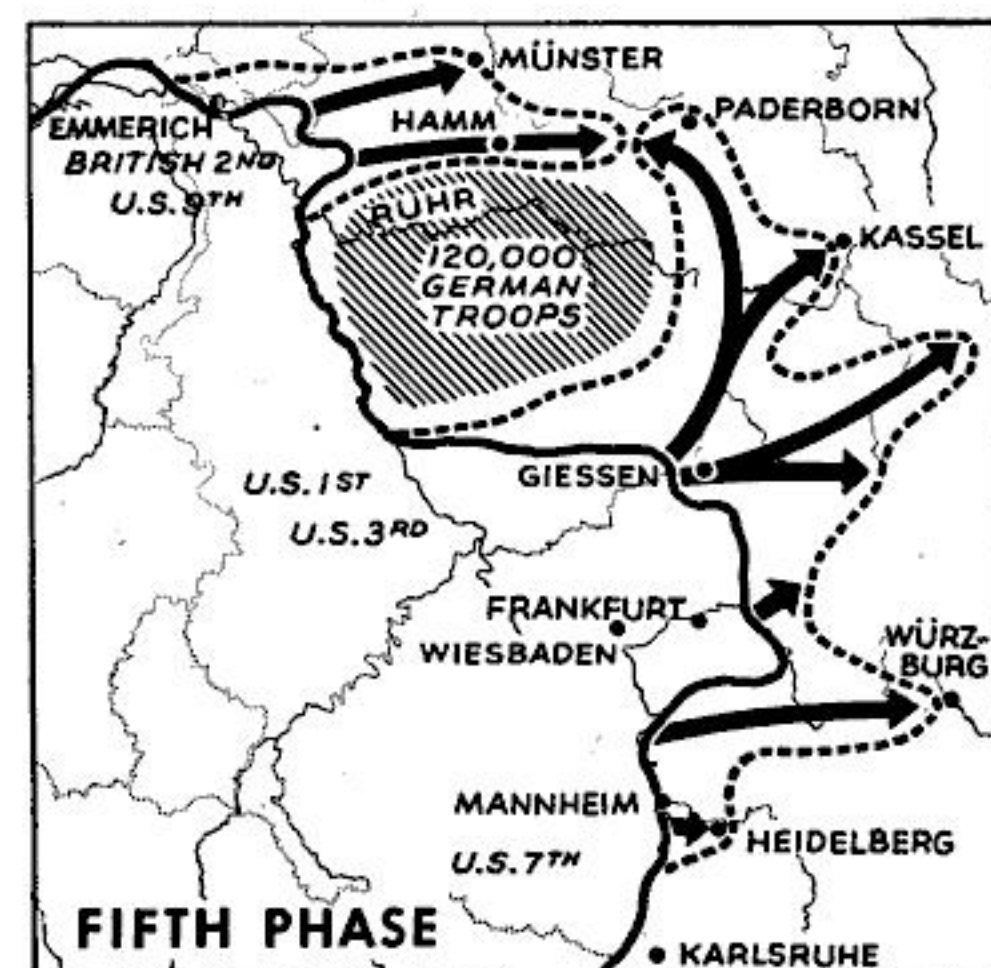 MÜNSTER
PADERBORN
HAMM
EMMERICH
BRITISH 2ND
U.S. 9TH
RUHR
KASSEL
120,000
GERMAN
TROOPS
GIESSEN
U.S. 1ST
U.S. 3RD
FRANKFURT
WIESBADEN
WÜRZ-
BURG
MANNHEIM
HEIDELBERG
U.S. 7TH
FIFTH PHASE
KARLSRUHE